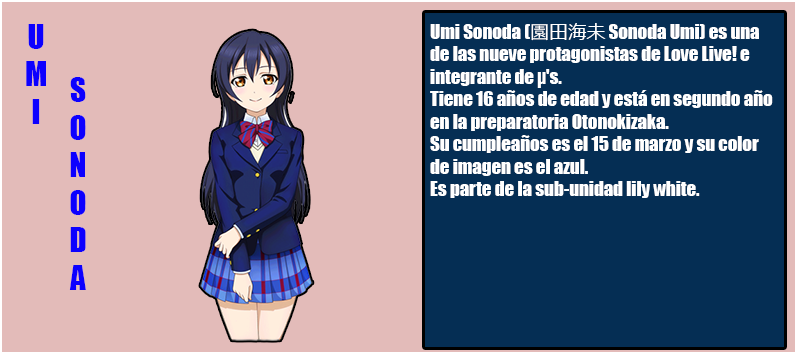 UMI
SONODA
Umi Sonoda (園田海未 Sonoda Umi) es una
de las nueve protagonistas de Love Live! e
integrante de µ's.
Tiene 16 años de edad y está en segundo año
en la preparatoria Otonokizaka.
Su cumpleaños es el 15 de marzo y su color
de imagen es el azul.
Es parte de la sub-unidad lily white.